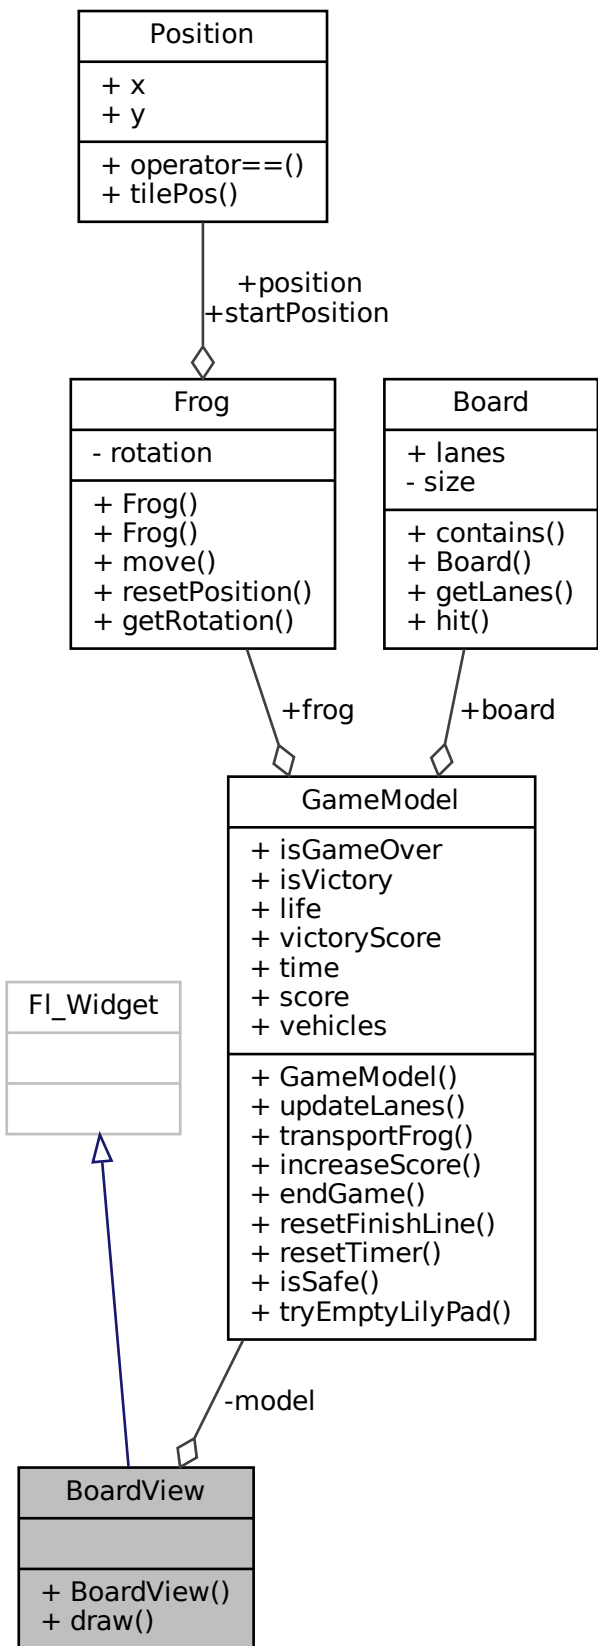 Position
+ x
+ y
+ operator==()
+ tilePos()
+position
+startPosition
Frog
- rotation
+ Frog()
+ Frog()
+ move()
+ resetPosition()
+ getRotation()
Board
+ lanes
- size
+ contains()
+ Board()
+ getLanes()
+ hit()
+frog
+board
GameModel
+ isGameOver
+ isVictory
+ life
+ victoryScore
+ time
+ score
+ vehicles
+ GameModel()
+ updateLanes()
+ transportFrog()
+ increaseScore()
+ endGame()
+ resetFinishLine()
+ resetTimer()
+ isSafe()
+ tryEmptyLilyPad()
Fl_Widget
-model
BoardView
+ BoardView()
+ draw()